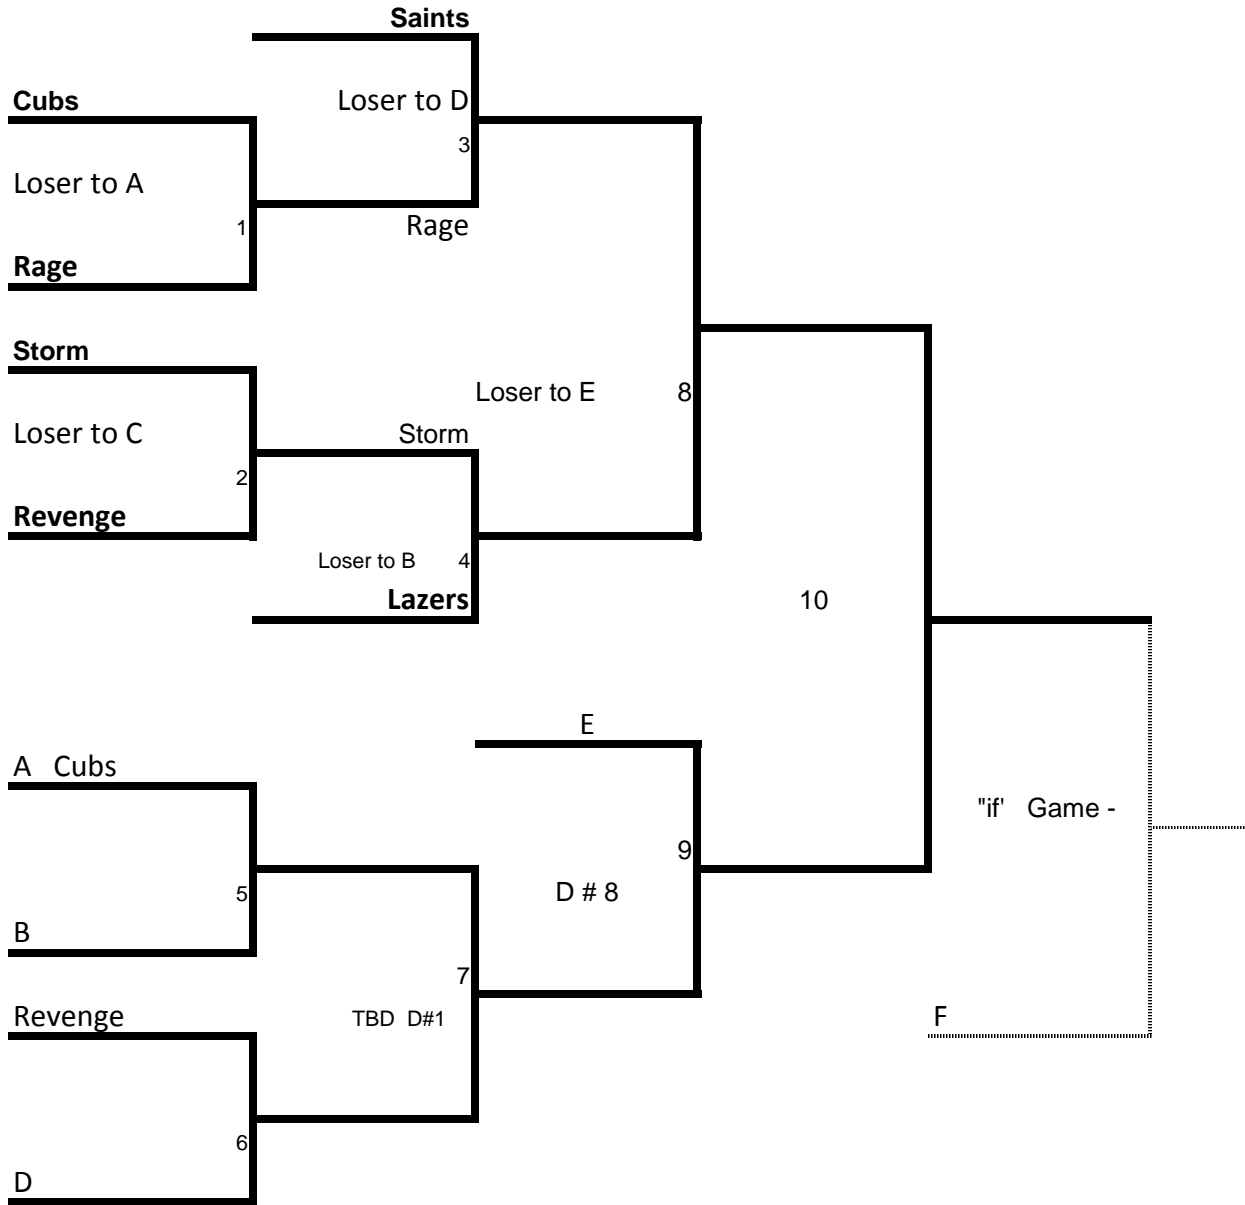 Saints
Cubs
Loser to D
3
Loser to A
1
Rage
Rage
Storm
Loser to E 8
Loser to C
Storm
2
Revenge
Loser to B 4
Lazers
10
E
A Cubs
"if' Game -
9
5
D # 8
B
7
Revenge
TBD D#1
F
6
D